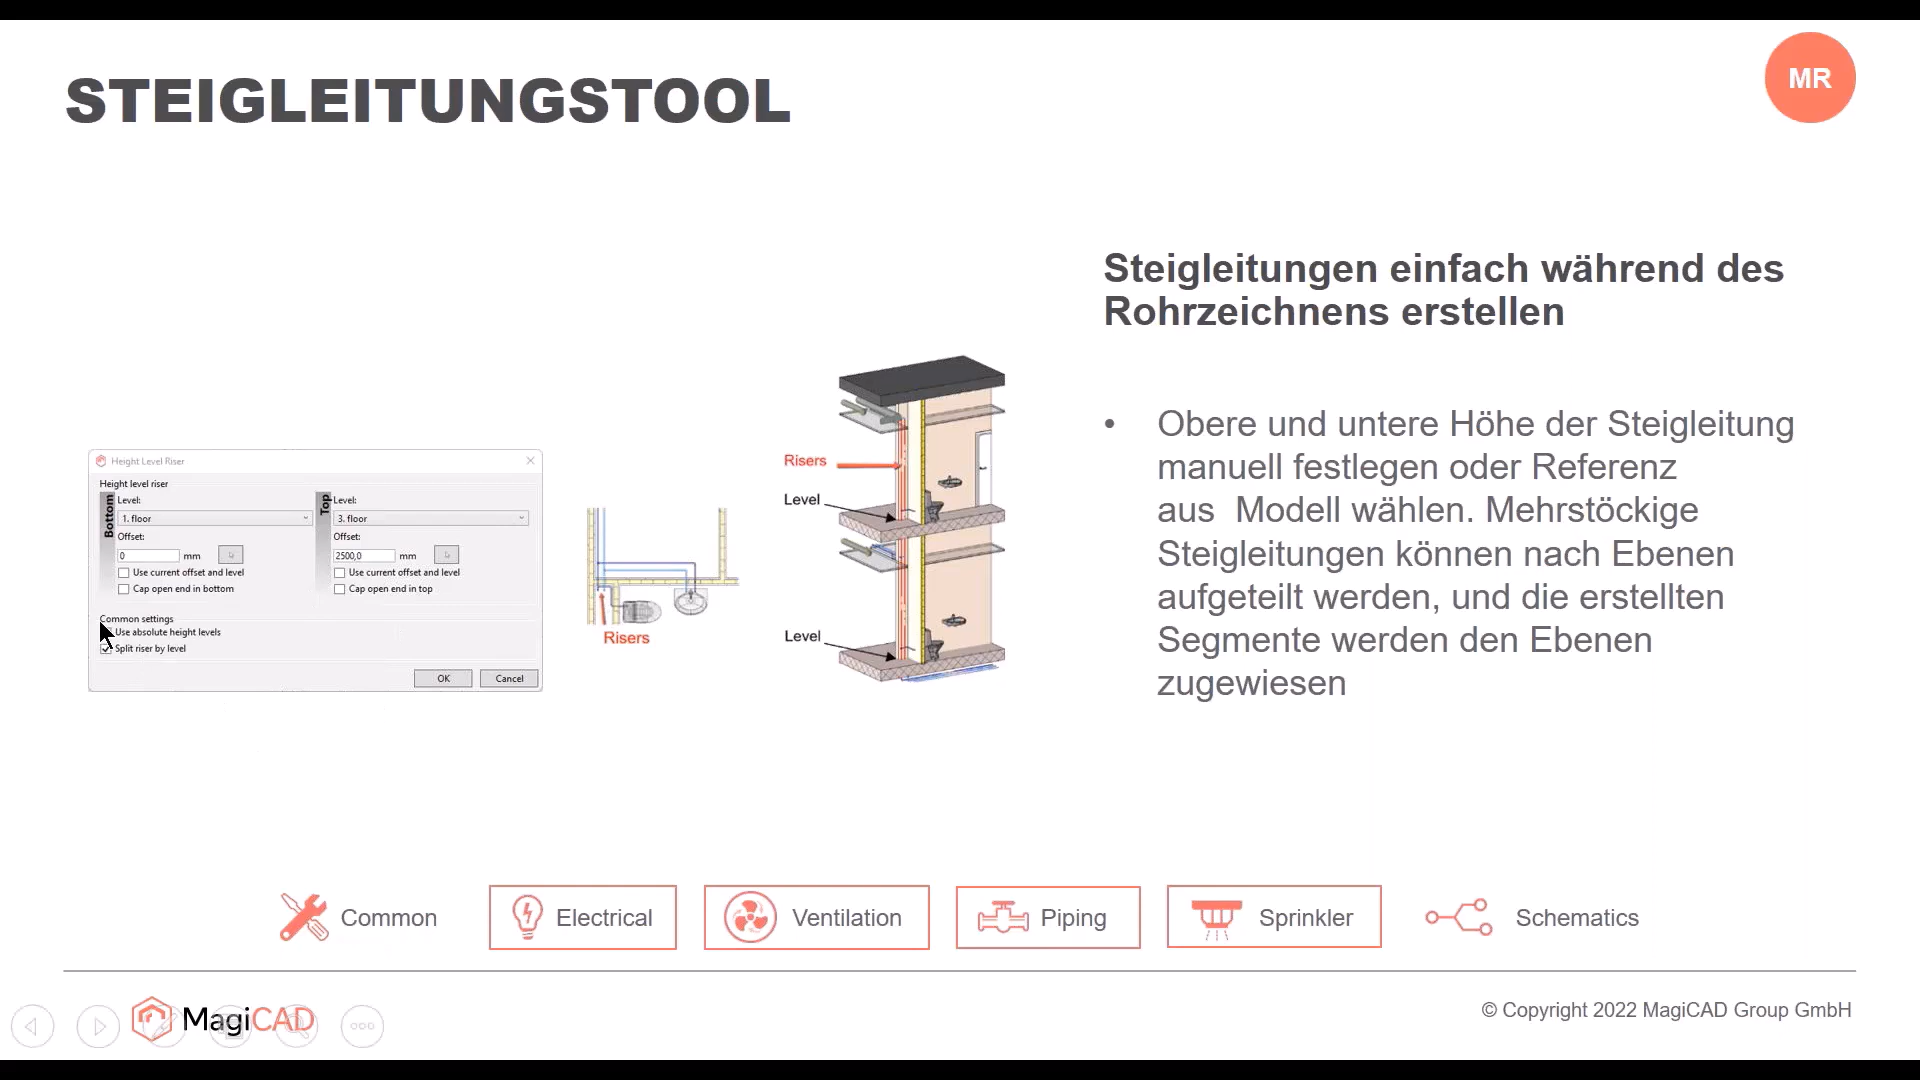 STEIGLEITUNGSTOOL
MR
Steigleitungen einfach während des
Rohrzeichnens erstellen
• Obere und untere Höhe der Steigleitung
manuell festlegen oder Referenz
aus  Modell wählen. Mehrstöckige
Steigleitungen können nach Ebenen
aufgeteilt werden, und die erstellten
Segmente werden den Ebenen
zugewiesen
Height Level Riser
Height level riser
Bottom
Level:
1. floor
Offset:
0 mm
Use current offset and level
Cap open end in bottom
Top
Level:
3. floor
Offset:
2500,0 mm
Use current offset and level
Cap open end in top
Common settings
Use absolute height levels
Split riser by level
OK
Cancel
Risers
Risers
Level
Level
Common
Electrical
Ventilation
Piping
Sprinkler
Schematics
MagiCAD
© Copyright 2022 MagiCAD Group GmbH